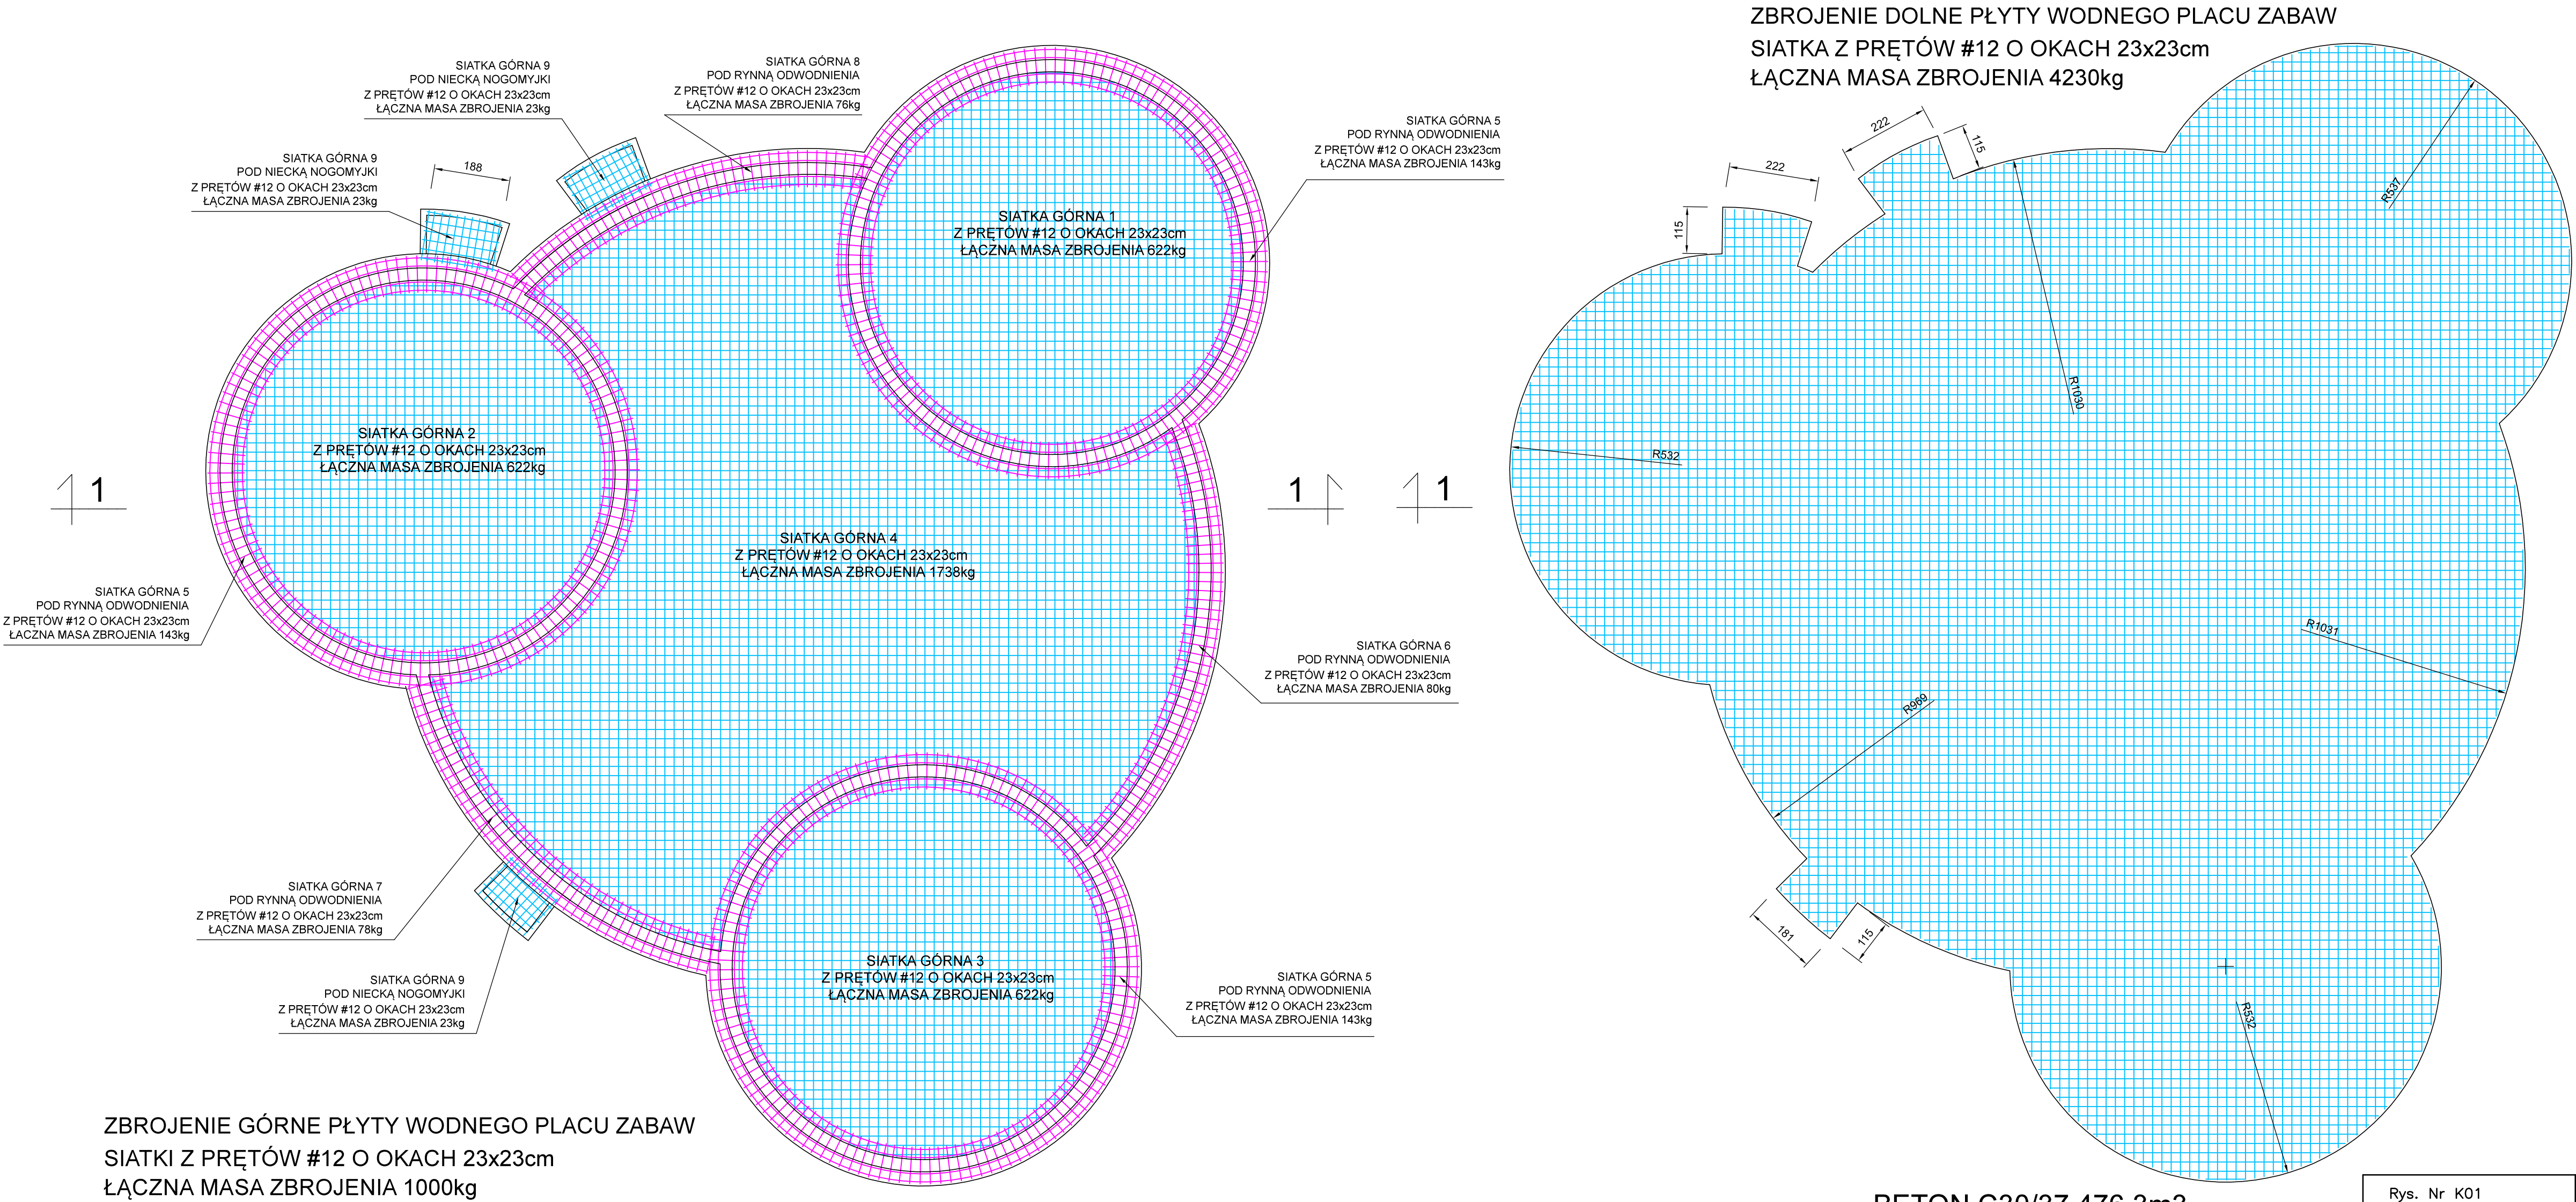 ZBROJENIE DOLNE PŁYTY WODNEGO PLACU ZABAW
SIATKA Z PRĘTÓW #12 O OKACH 23x23cm
ŁĄCZNA MASA ZBROJENIA 4230kg
SIATKA GÓRNA 9
POD NIECKĄ NOGOMYJKI
Z PRĘTÓW #12 O OKACH 23x23cm
ŁĄCZNA MASA ZBROJENIA 23kg
SIATKA GÓRNA 8
POD RYNNĄ ODWODNIENIA
Z PRĘTÓW #12 O OKACH 23x23cm
ŁĄCZNA MASA ZBROJENIA 76kg
SIATKA GÓRNA 5
POD RYNNĄ ODWODNIENIA
Z PRĘTÓW #12 O OKACH 23x23cm
ŁĄCZNA MASA ZBROJENIA 143kg
SIATKA GÓRNA 9
POD NIECKĄ NOGOMYJKI
Z PRĘTÓW #12 O OKACH 23x23cm
ŁĄCZNA MASA ZBROJENIA 23kg
188
SIATKA GÓRNA 1
Z PRĘTÓW #12 O OKACH 23x23cm
ŁĄCZNA MASA ZBROJENIA 622kg
SIATKA GÓRNA 2
Z PRĘTÓW #12 O OKACH 23x23cm
ŁĄCZNA MASA ZBROJENIA 622kg
1
1
SIATKA GÓRNA 4
Z PRĘTÓW #12 O OKACH 23x23cm
ŁĄCZNA MASA ZBROJENIA 1738kg
SIATKA GÓRNA 5
POD RYNNĄ ODWODNIENIA
Z PRĘTÓW #12 O OKACH 23x23cm
ŁACZNA MASA ZBROJENIA 143kg
SIATKA GÓRNA 6
POD RYNNĄ ODWODNIENIA
Z PRĘTÓW #12 O OKACH 23x23cm
ŁĄCZNA MASA ZBROJENIA 80kg
SIATKA GÓRNA 7
POD RYNNĄ ODWODNIENIA
Z PRĘTÓW #12 O OKACH 23x23cm
ŁĄCZNA MASA ZBROJENIA 78kg
SIATKA GÓRNA 3
Z PRĘTÓW #12 O OKACH 23x23cm
ŁĄCZNA MASA ZBROJENIA 622kg
SIATKA GÓRNA 9
POD NIECKĄ NOGOMYJKI
Z PRĘTÓW #12 O OKACH 23x23cm
ŁĄCZNA MASA ZBROJENIA 23kg
SIATKA GÓRNA 5
POD RYNNĄ ODWODNIENIA
Z PRĘTÓW #12 O OKACH 23x23cm
ŁĄCZNA MASA ZBROJENIA 143kg
ZBROJENIE GÓRNE PŁYTY WODNEGO PLACU ZABAW
SIATKI Z PRĘTÓW #12 O OKACH 23x23cm
ŁĄCZNA MASA ZBROJENIA 1000kg
222
115
222
115
R537
R1030
R532
1
R1031
R969
181
115
R532
BETON C30/37 476,3m3
Rys. Nr K01